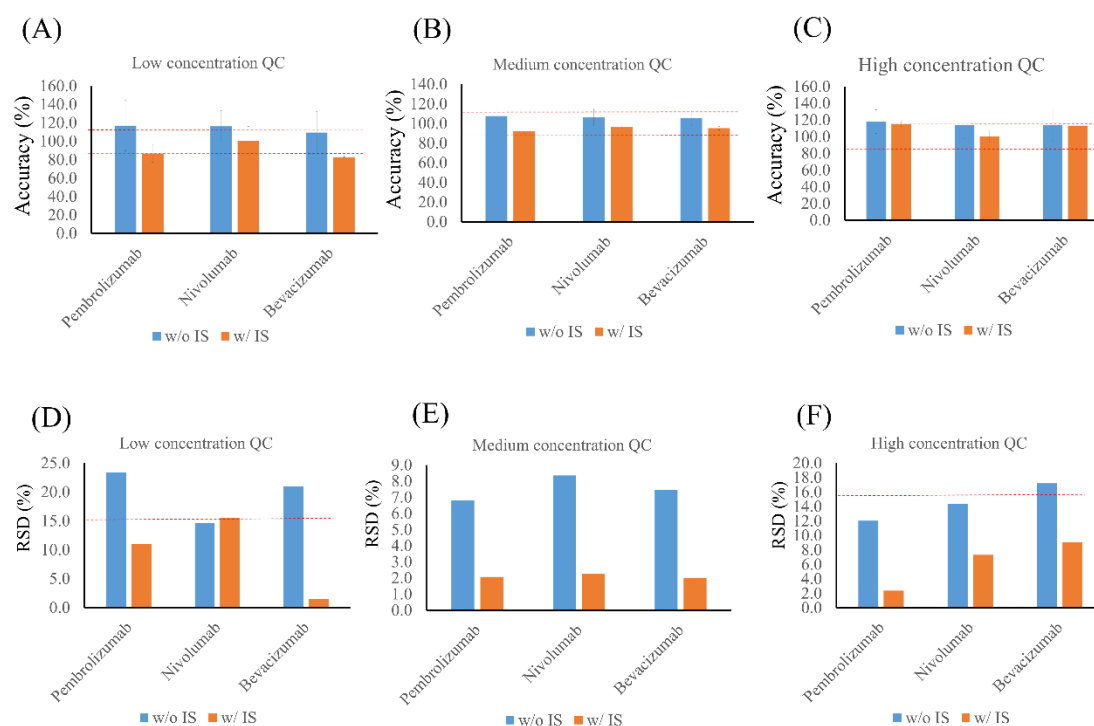 (A)
Low concentration QC
Accuracy (%)
160.0
140.0
120.0
100.0
80.0
60.0
40.0
20.0
0.0
Pembrolizumab
Nivolumab
Bevacizumab
w/o IS w/ IS
(B)
Medium concentration QC
Accuracy (%)
140.0
120.0
100.0
80.0
60.0
40.0
20.0
0.0
Pembrolizumab
Nivolumab
Bevacizumab
w/o IS w/ IS
(C)
High concentration QC
Accuracy (%)
160.0
140.0
120.0
100.0
80.0
60.0
40.0
20.0
0.0
Pembrolizumab
Nivolumab
Bevacizumab
w/o IS w/ IS
(D)
Low concentration QC
RSD (%)
25.0
20.0
15.0
10.0
5.0
0.0
Pembrolizumab
Nivolumab
Bevacizumab
w/o IS w/ IS
(E)
Medium concentration QC
RSD (%)
9.0
8.0
7.0
6.0
5.0
4.0
3.0
2.0
1.0
0.0
Pembrolizumab
Nivolumab
Bevacizumab
w/o IS w/ IS
(F)
High concentration QC
RSD (%)
20.0
18.0
16.0
14.0
12.0
10.0
8.0
6.0
4.0
2.0
0.0
Pembrolizumab
Nivolumab
Bevacizumab
w/o IS w/ IS